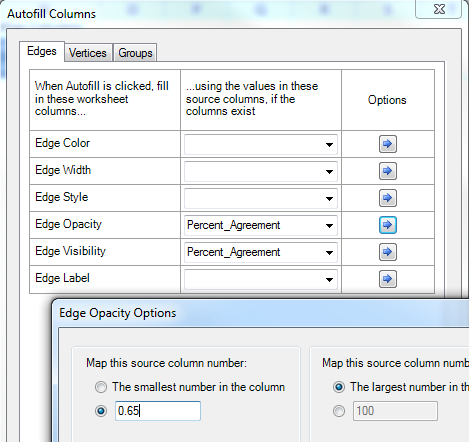 Autofill Columns
Edges Vertices Groups
When Autofill is clicked, fill
in these worksheet
columns...
...using the values in these
source columns, if the
columns exist
Options
Edge Color
Edge Width
Edge Style
Edge Opacity Percent_Agreement
Edge Visibility Percent_Agreement
Edge Label
Edge Opacity Options
Map this source column number:
The smallest number in the column
0.65
Map this source column numb
The largest number in th
100